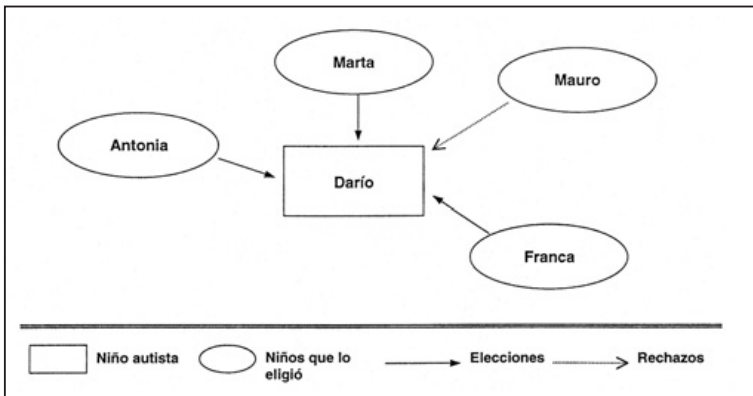 Marta
Mauro
Antonia
Darío
Franca
Niño autista
Niños que lo
eligió
Elecciones
Rechazos